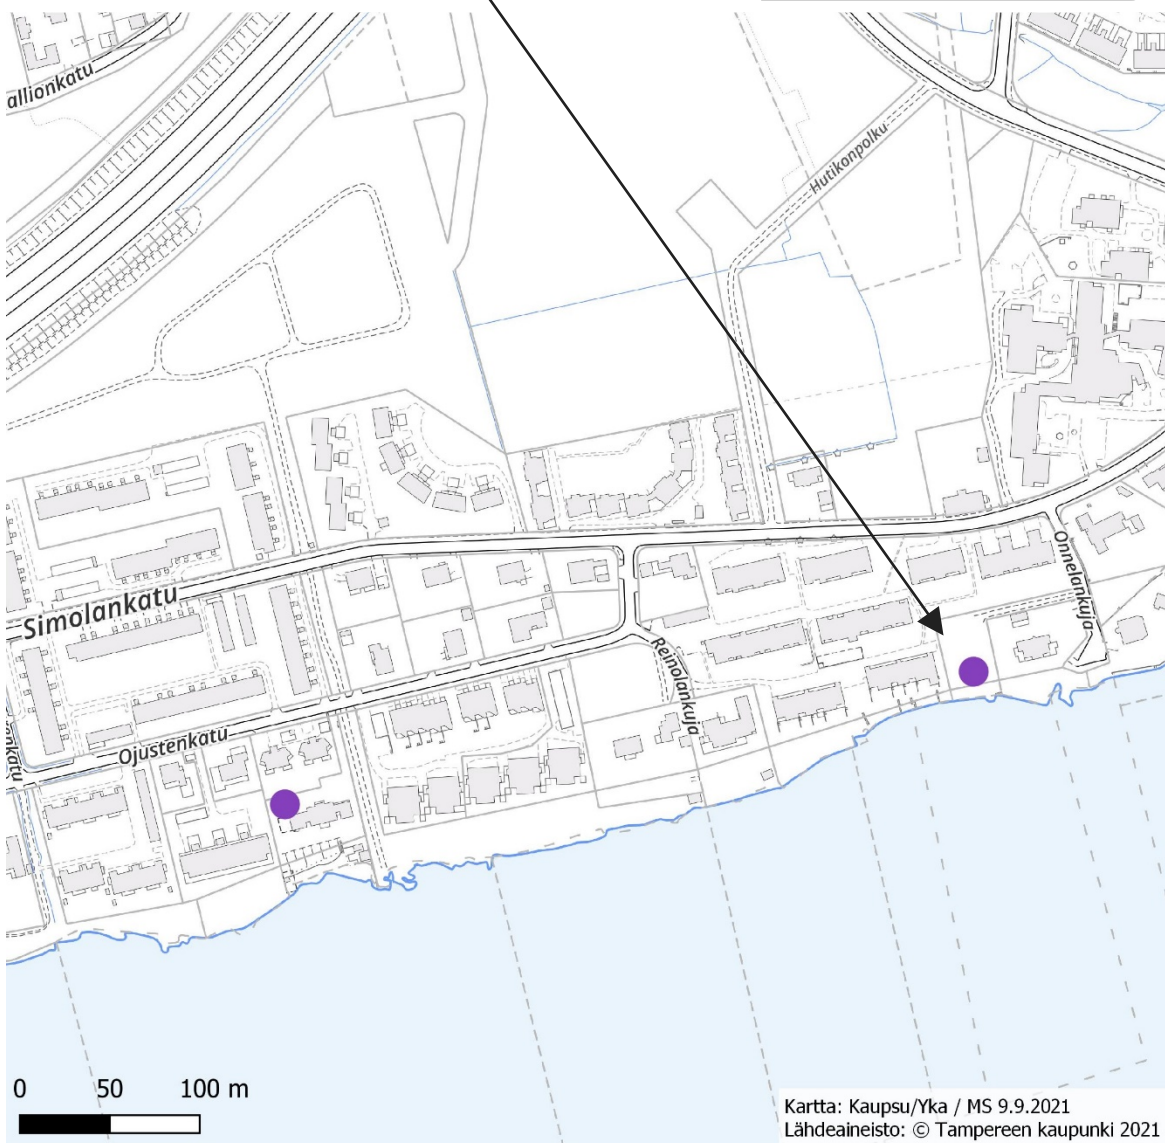 allionkatu
Hutikonpolku
Onnelankuja
Simolankatu
Reinolankuja
Ojustenkatu
enkatu
0 50 100 m
Kartta: Kaupsu/Yka / MS 9.9.2021
Lähdeaineisto: © Tampereen kaupunki 2021